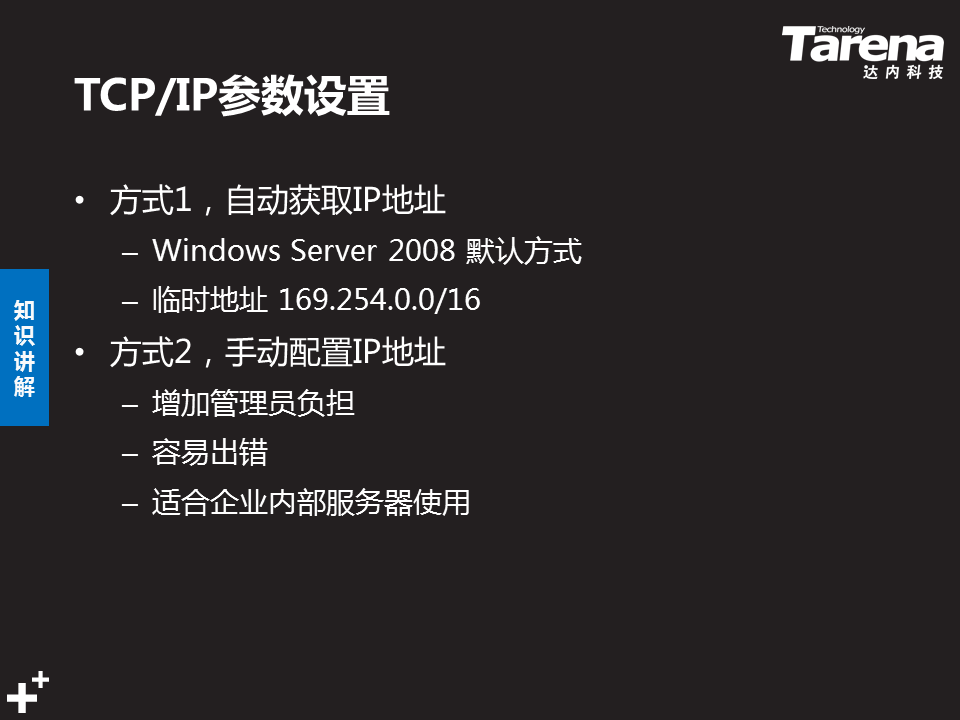 Technology
Tarena
达内科技
TCP/IP参数设置
• 方式1，自动获取IP地址
– Windows Server 2008 默认方式
– 临时地址 169.254.0.0/16
• 方式2，手动配置IP地址
– 增加管理员负担
– 容易出错
– 适合企业内部服务器使用
知识讲解